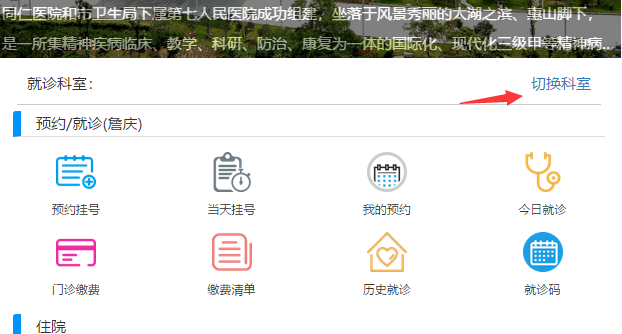 同仁医院和市卫生局下属第七人民医院成功组建，坐落于风景秀丽的太湖之滨、惠山脚下，
是一所集精神疾病临床、教学、科研、防治、康复为一体的国际化、现代化三级甲等精神病...
就诊科室：
切换科室
预约/就诊(詹庆)
预约挂号
当天挂号
我的预约
今日就诊
门诊缴费
缴费清单
历史就诊
就诊码
住院